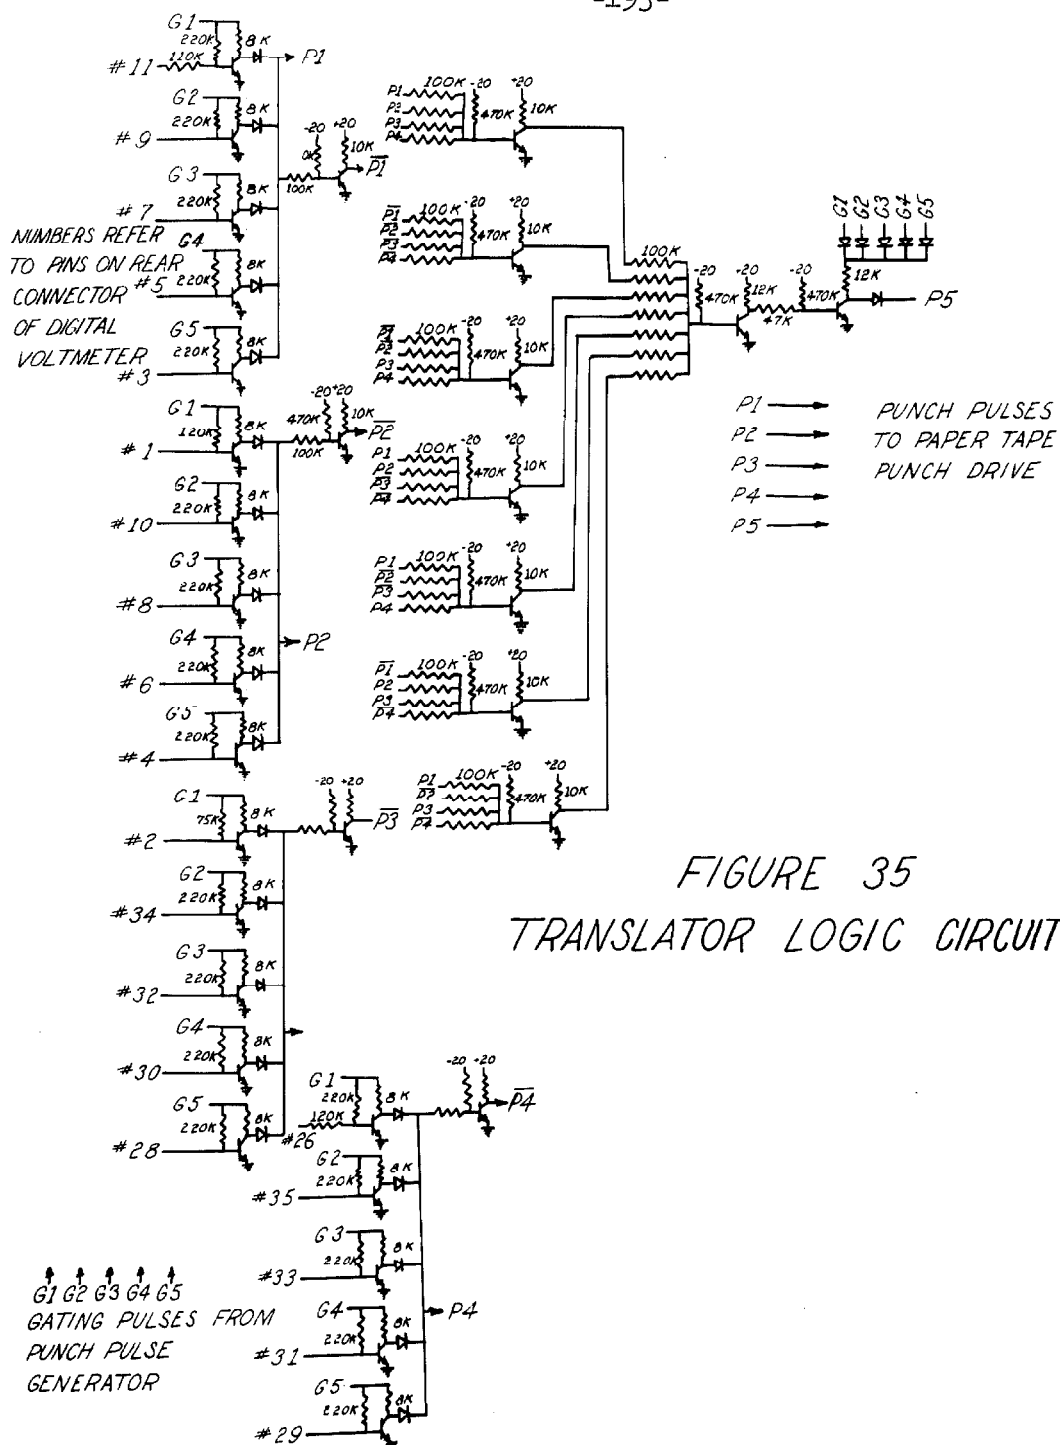 -195-
G1
220K
8K
110K
#11
P1
G2
220K
8K
#9
G3
220K
8K
#7
G4
220K
8K
#5
G5
220K
8K
#3
-20
+20
0K
10K
100K
P1
NUMBERS REFER
TO PINS ON REAR
CONNECTOR
OF DIGITAL
VOLTMETER
G1
120K
8K
#1
G2
220K
8K
#10
G3
220K
8K
#8
G4
220K
8K
#6
P2
G5
220K
8K
#4
-20
+20
470K
10K
100K
P2
G1
75K
8K
#2
G2
220K
8K
#34
G3
220K
8K
#32
G4
220K
8K
#30
G5
220K
8K
#28
-20
+20
P3
G1
220K
8K
120K
#26
G2
220K
8K
#35
G3
220K
8K
#33
G4
220K
8K
#31
P4
G5
220K
8K
#29
-20
+20
P4
P1 100K -20 +20
P2 470K 10K
P3
P4
P1 100K -20 +20
P2 470K 10K
P3
P4
P1 100K -20 +20
P2 470K 10K
P3
P4
P1 100K -20 +20
P2 470K 10K
P3
P4
P1 100K -20 +20
P2 470K 10K
P3
P4
P1 100K -20 +20
P2 470K 10K
P3
P4
P1 100K -20 +20
P2 470K 10K
P3
P4
100K
-20
+20
-20
470K
12K
47K
470K
G1 G2 G3 G4 G5
12K
P5
P1
P2
P3
P4
P5
PUNCH PULSES
TO PAPER TAPE
PUNCH DRIVE
FIGURE 35
TRANSLATOR LOGIC CIRCUIT
G1 G2 G3 G4 G5
GATING PULSES FROM
PUNCH PULSE
GENERATOR